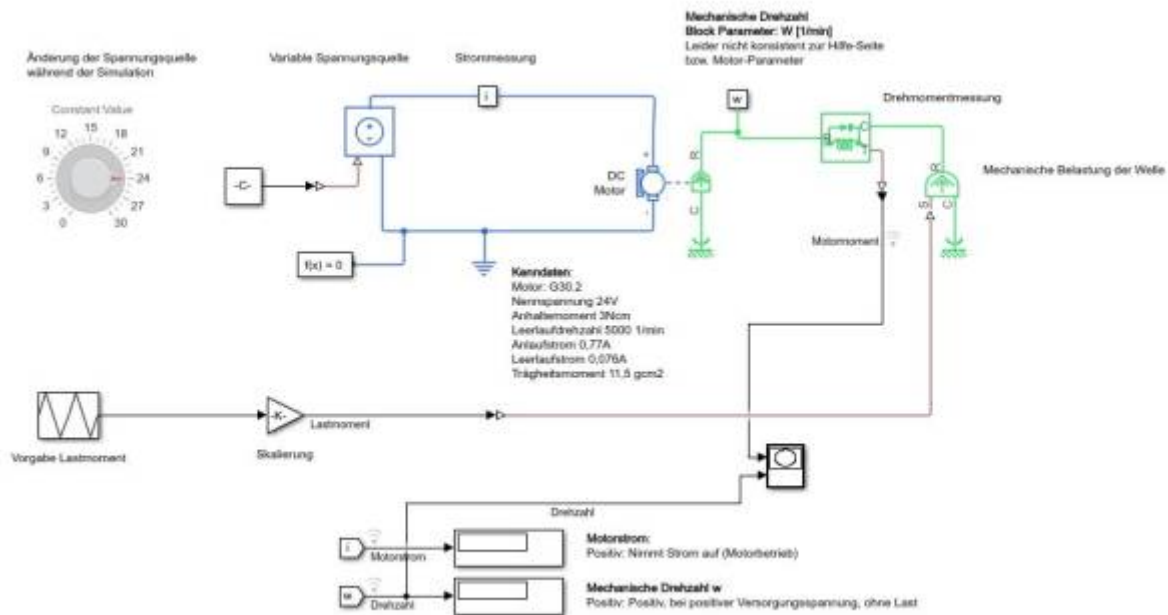 Mechanische Drehzahl
Block Parameter: W [1/min]
Leider nicht konsistent zur Hilfe-Seite
bzw. Motor-Parameter
Änderung der Spannungsquelle
während der Simulation
Variable Spannungsquelle
Strommessung
Constant Value
15
12
18
9
21
6
24
3
27
0
30
i
w
Drehmomentmessung
-C-
+
-
DC
Motor
R
C
R
C
T
R
S
C
Mechanische Belastung der Welle
Motormoment
f(x) = 0
Kenndaten:
Motor: G30.2
Nennspannung 24V
Anhaltemoment 3Ncm
Leerlaufdrehzahl 5000 1/min
Anlaufstrom 0,77A
Leerlaufstrom 0,076A
Trägheitsmoment 11,5 gcm2
-K-
Lastmoment
Vorgabe Lastmoment
Skalierung
Drehzahl
i
Motorstrom
Motorstrom:
Positiv: Nimmt Strom auf (Motorbetrieb)
w
Drehzahl
Mechanische Drehzahl w
Positiv: Positiv, bei positiver Versorgungsspannung, ohne Last